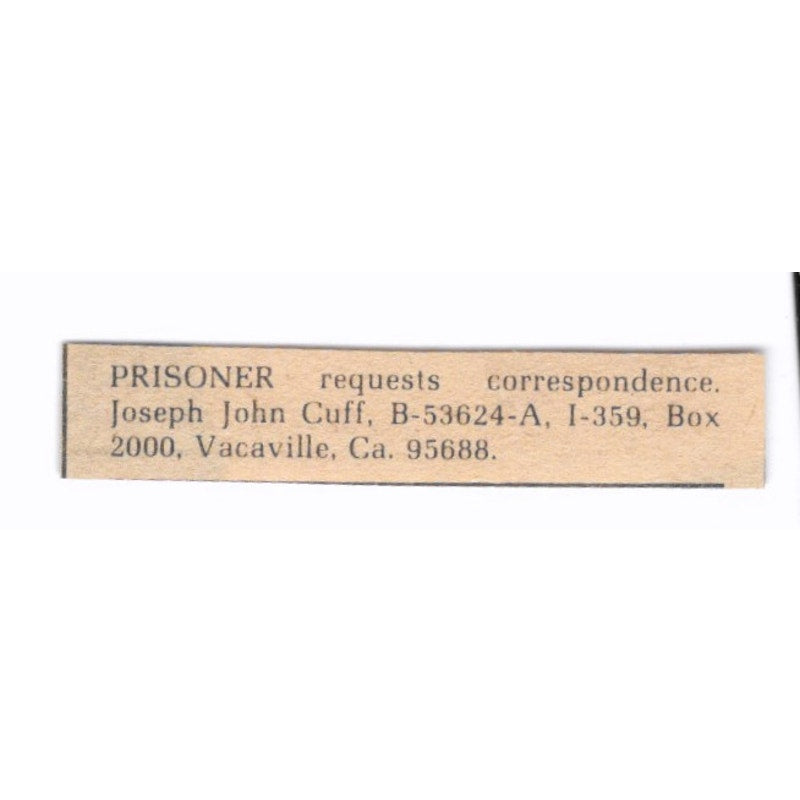 PRISONER requests correspondence.
Joseph John Cuff, B-53624-A, I-359, Box
2000, Vacaville, Ca. 95688.